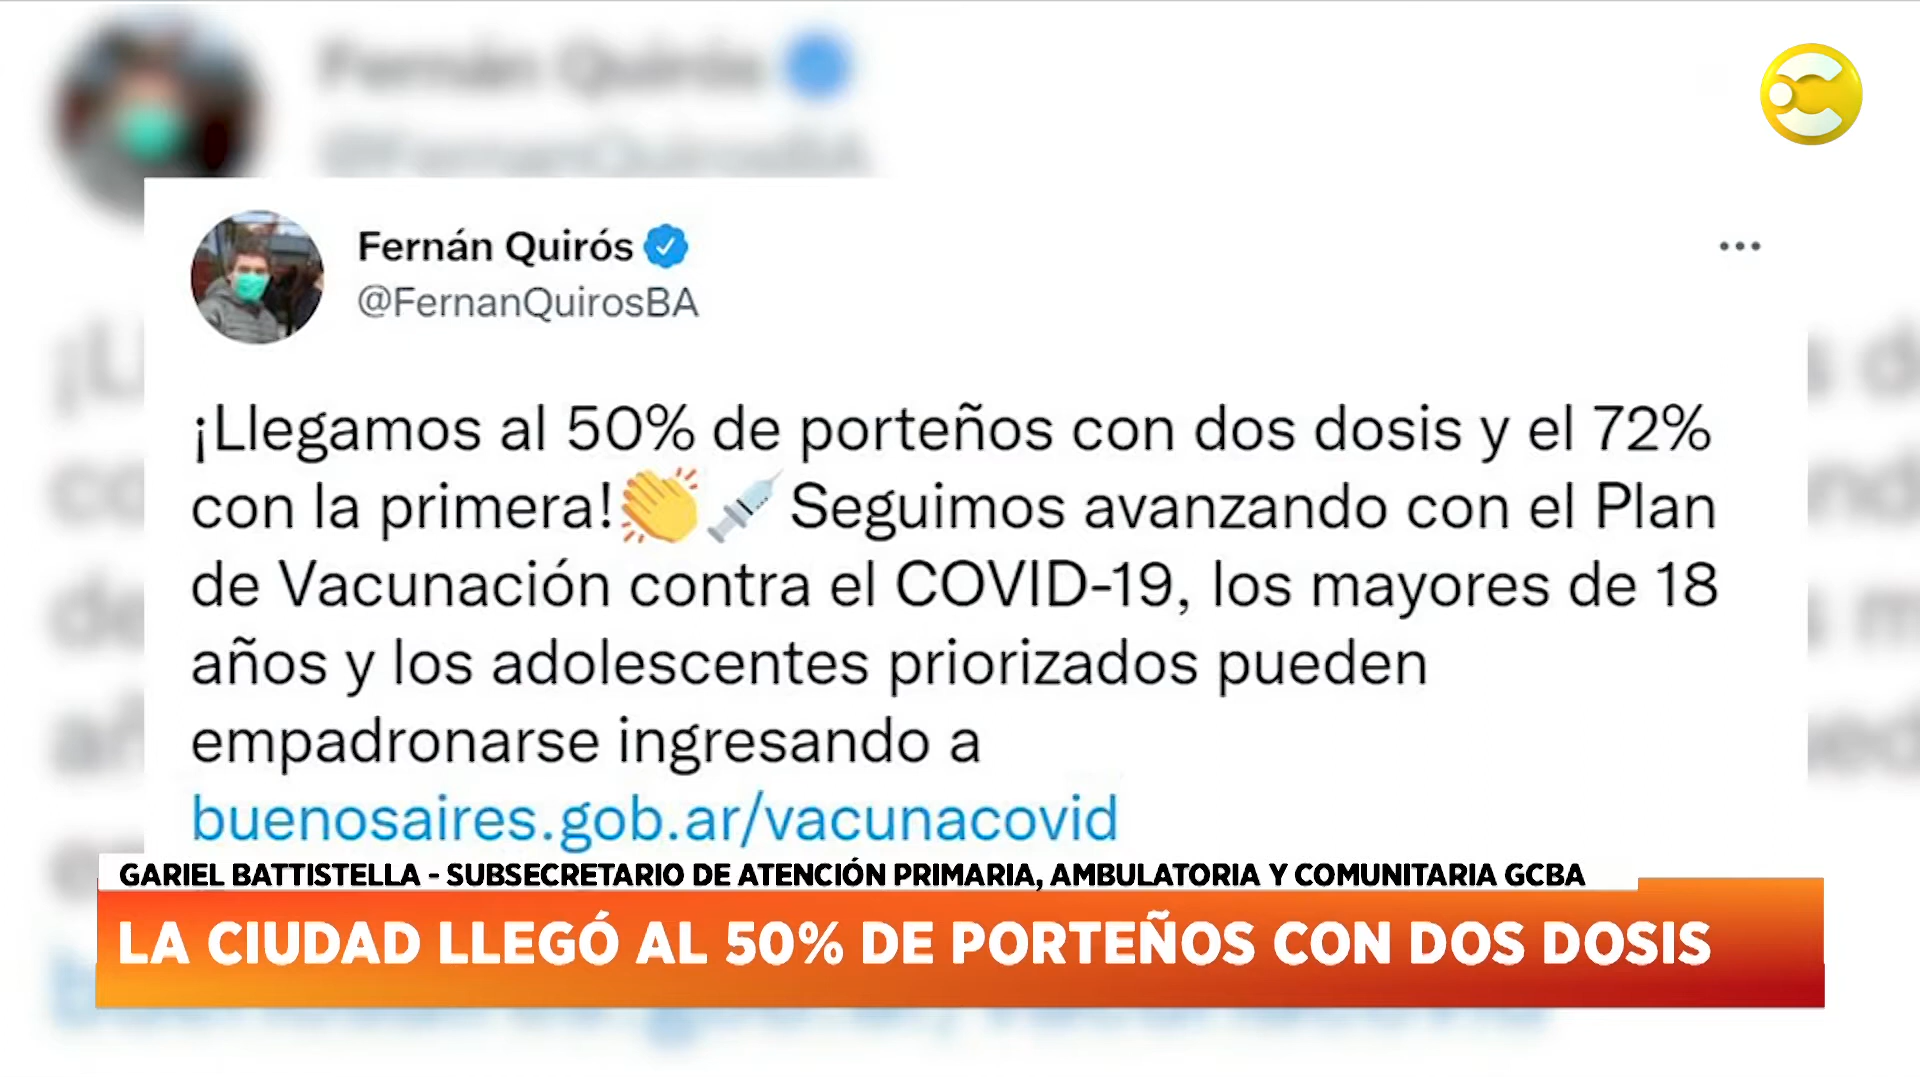 Fernán Quirós
@FernanQuirosBA
¡Llegamos al 50% de porteños con dos dosis y el 72%
con la primera!👏💉Seguimos avanzando con el Plan
de Vacunación contra el COVID-19, los mayores de 18
años y los adolescentes priorizados pueden
empadronarse ingresando a
buenosaires.gob.ar/vacunacovid
GARIEL BATTISTELLA - SUBSECRETARIO DE ATENCIÓN PRIMARIA, AMBULATORIA Y COMUNITARIA GCBA
LA CIUDAD LLEGÓ AL 50% DE PORTEÑOS CON DOS DOSIS